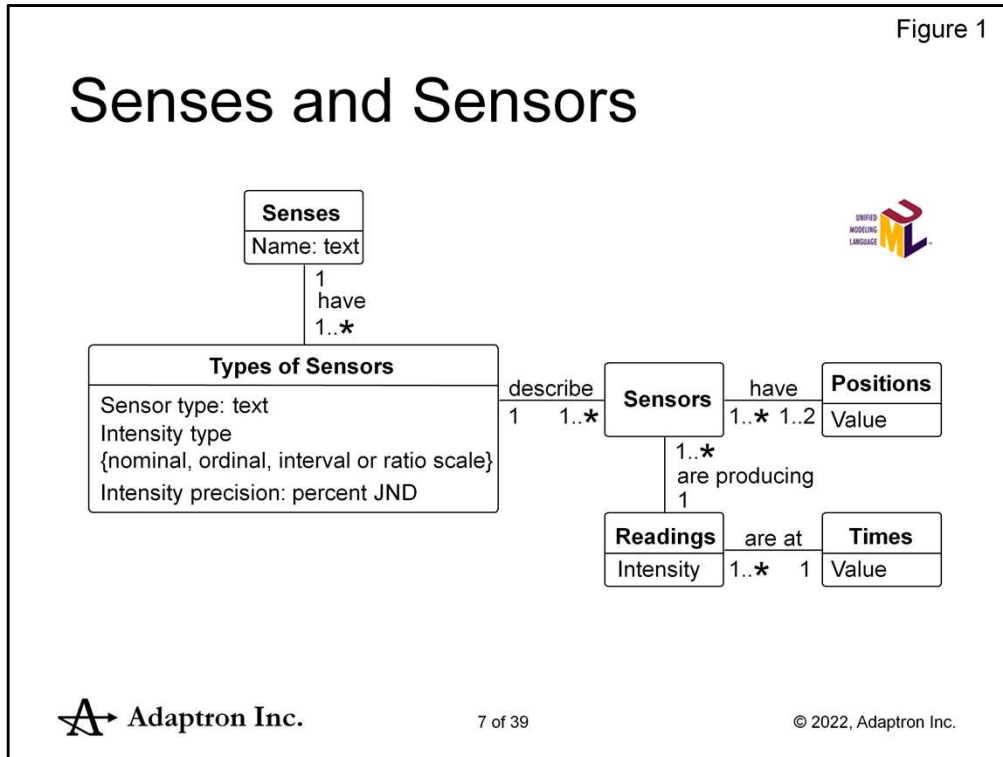 Figure 1
Senses and Sensors
Senses
Name: text
UNIFIED
MODELING
LANGUAGE
UML
1
have
1..*
Types of Sensors
Sensor type: text
Intensity type
{nominal, ordinal, interval or ratio scale}
Intensity precision: percent JND
describe
1 1..*
Sensors
have
1..* 1..2
Positions
Value
1..*
are producing
1
Readings
Intensity
are at
1..* 1
Times
Value
Adaptron Inc.
7 of 39
© 2022, Adaptron Inc.